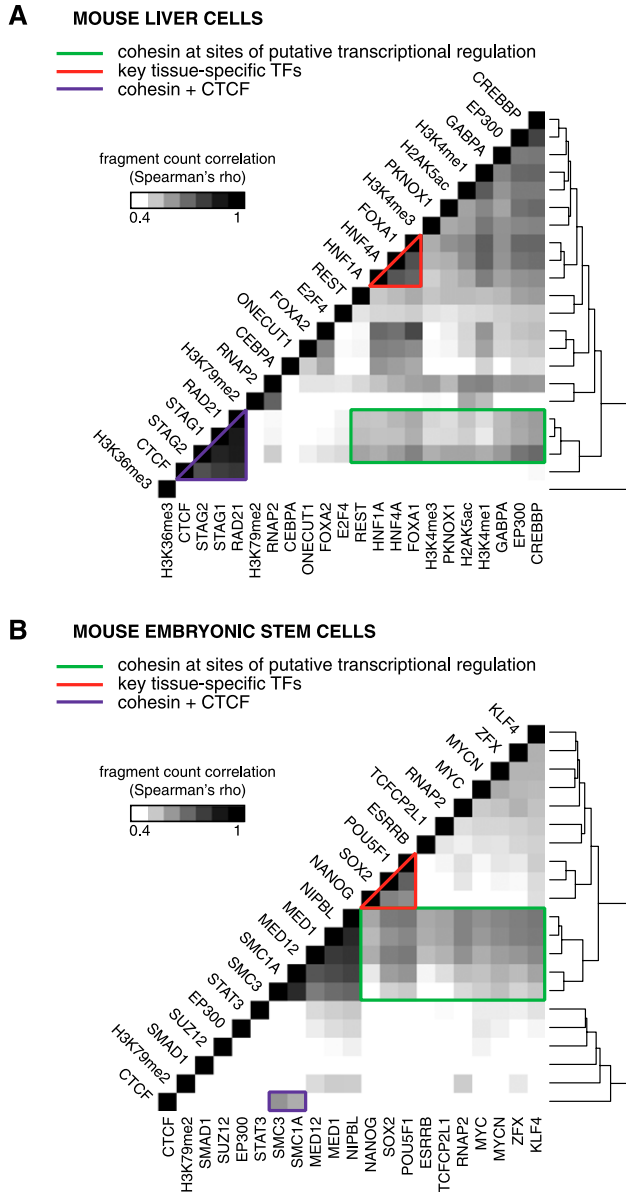 A
MOUSE LIVER CELLS
cohesin at sites of putative transcriptional regulation
key tissue-specific TFs
cohesin + CTCF
fragment count correlation
(Spearman's rho)
0.4
1
CREBBP
EP300
GABPA
H3K4me1
H2AK5ac
PKNOX1
H3K4me3
FOXA1
HNF4A
HNF1A
REST
E2F4
FOXA2
ONECUT1
CEBPA
RNAP2
H3K79me2
RAD21
STAG1
STAG2
CTCF
H3K36me3
H3K36me3
CTCF
STAG2
STAG1
RAD21
H3K79me2
RNAP2
CEBPA
ONECUT1
FOXA2
E2F4
REST
HNF1A
HNF4A
FOXA1
H3K4me3
PKNOX1
H2AK5ac
H3K4me1
GABPA
EP300
CREBBP
B
MOUSE EMBRYONIC STEM CELLS
cohesin at sites of putative transcriptional regulation
key tissue-specific TFs
cohesin + CTCF
fragment count correlation
(Spearman's rho)
0.4
1
KLF4
ZFX
MYCN
MYC
RNAP2
TCFCP2L1
ESRRB
POU5F1
SOX2
NANOG
NIPBL
MED1
MED12
SMC1A
SMC3
STAT3
EP300
SUZ12
SMAD1
H3K79me2
CTCF
CTCF
H3K79me2
SMAD1
SUZ12
EP300
STAT3
SMC3
SMC1A
MED12
MED1
NIPBL
NANOG
SOX2
POU5F1
ESRRB
TCFCP2L1
RNAP2
MYC
MYCN
ZFX
KLF4